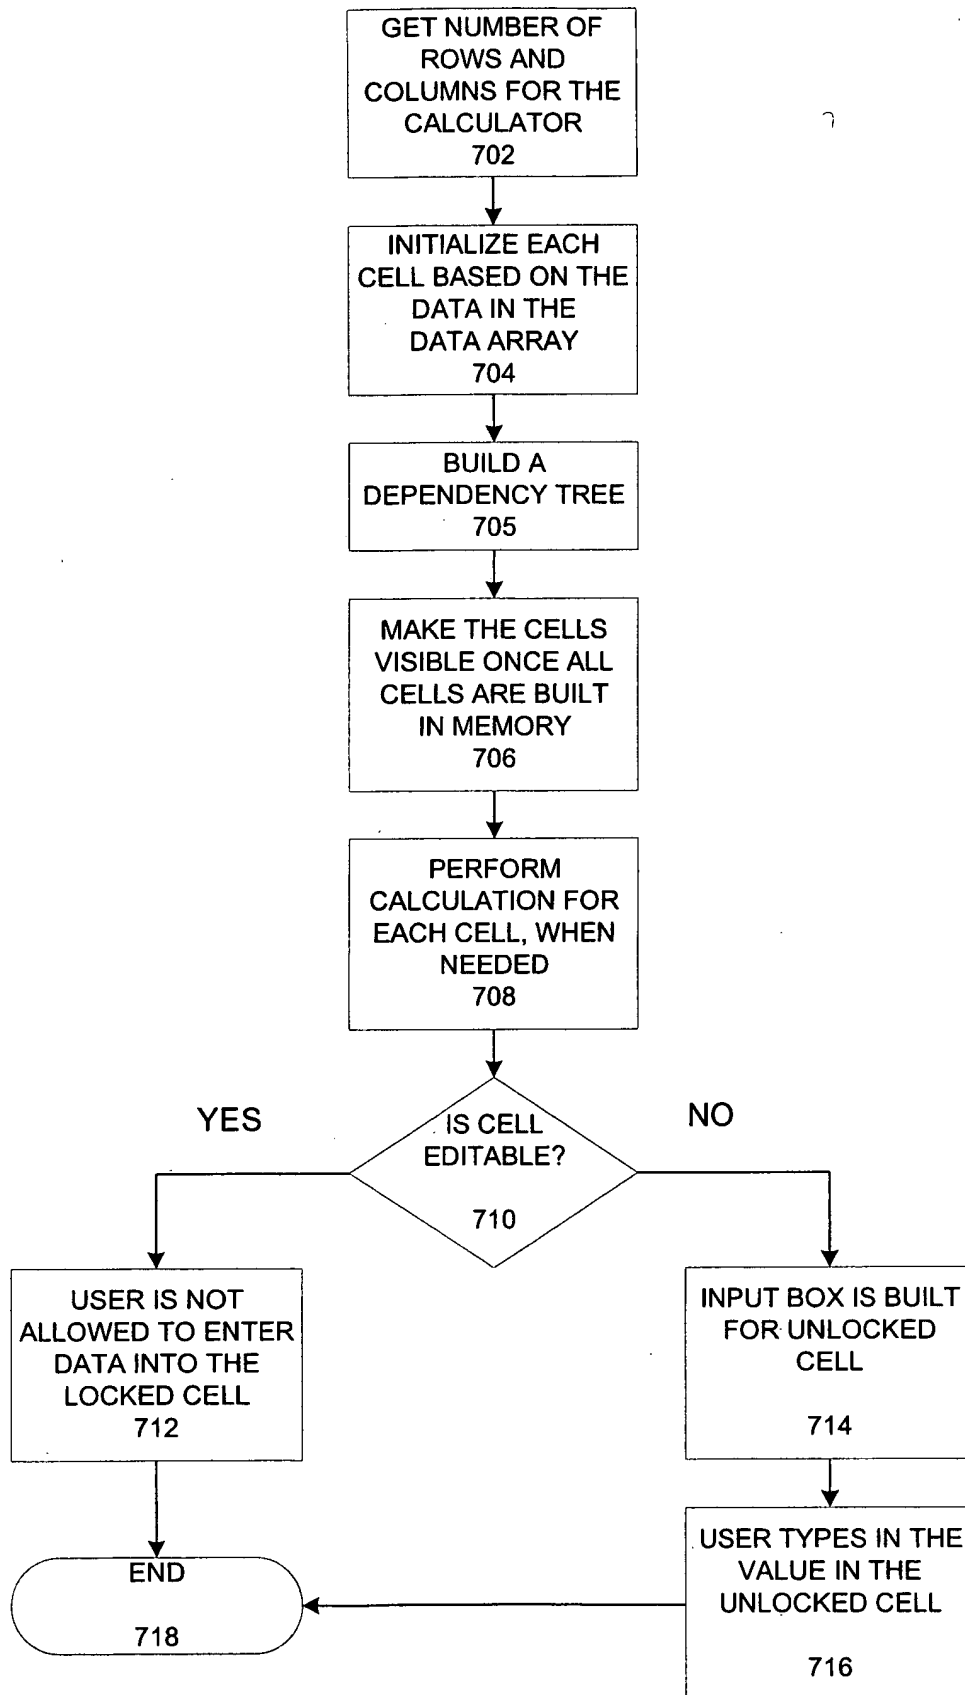 GET NUMBER OF
ROWS AND
COLUMNS FOR THE
CALCULATOR
702
INITIALIZE EACH
CELL BASED ON THE
DATA IN THE
DATA ARRAY
704
BUILD A
DEPENDENCY TREE
705
MAKE THE CELLS
VISIBLE ONCE ALL
CELLS ARE BUILT
IN MEMORY
706
PERFORM
CALCULATION FOR
EACH CELL, WHEN
NEEDED
708
IS CELL
EDITABLE?
710
YES
NO
USER IS NOT
ALLOWED TO ENTER
DATA INTO THE
LOCKED CELL
712
INPUT BOX IS BUILT
FOR UNLOCKED
CELL
714
USER TYPES IN THE
VALUE IN THE
UNLOCKED CELL
716
END
718